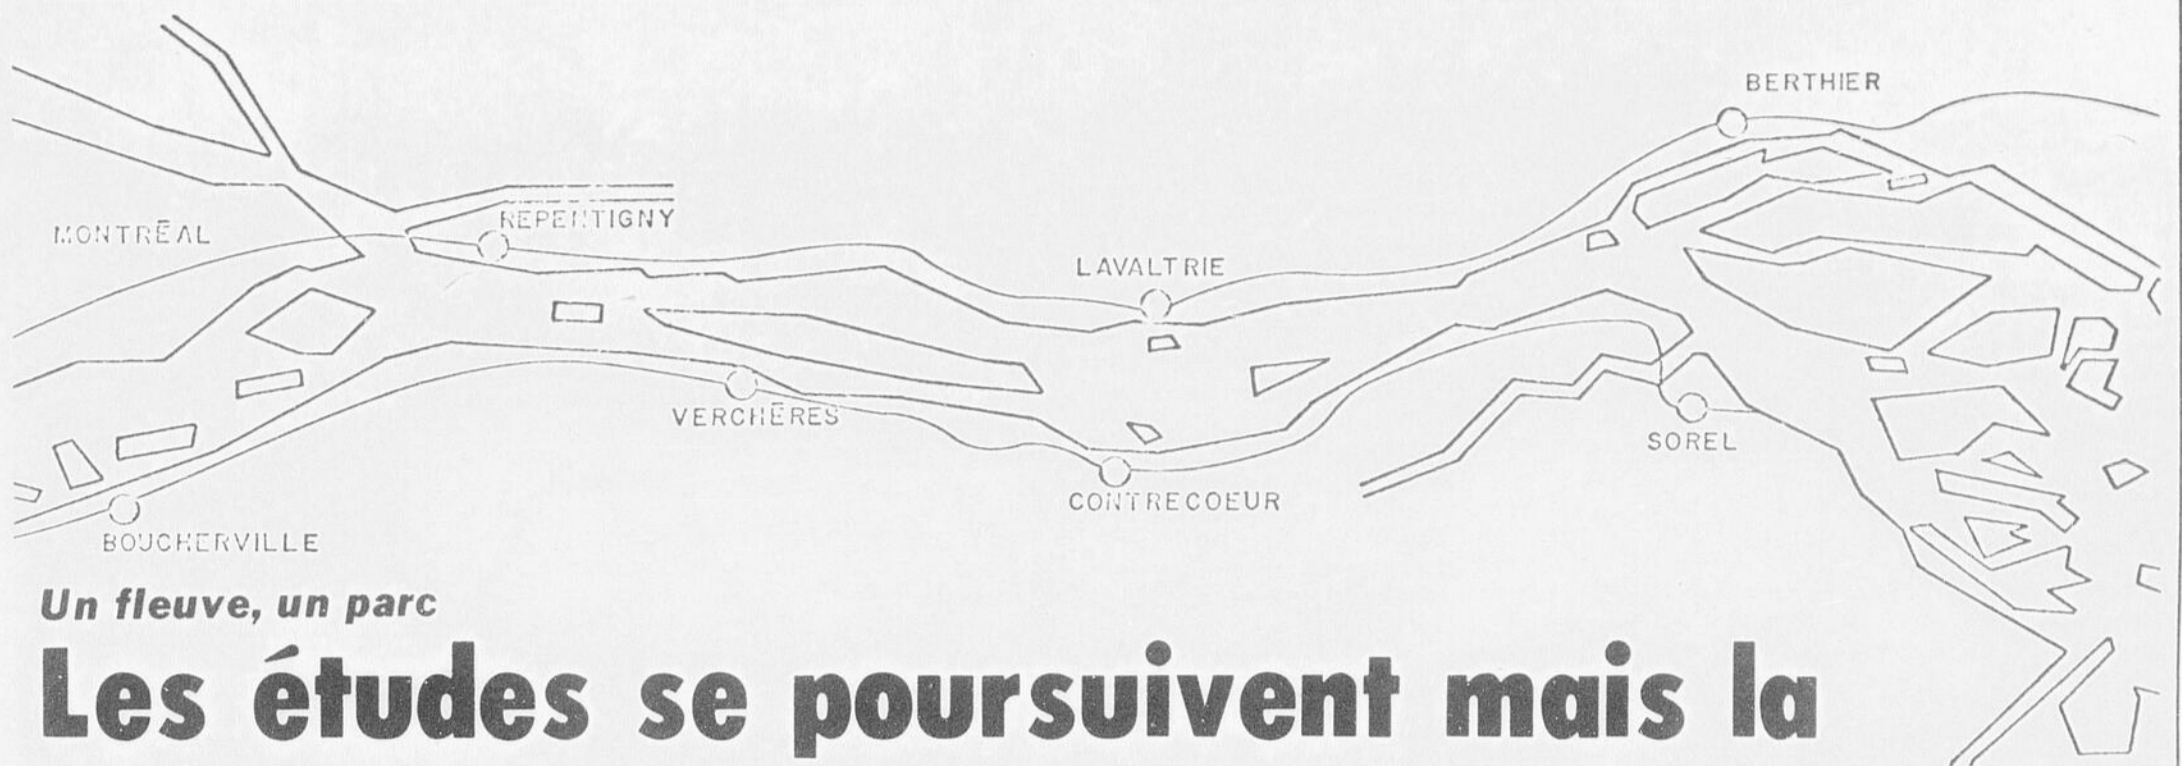 BERTHIER
REPENTIGNY
MONTRÉAL
LAVALTRIE
VERCHÈRES
SOREL
CONTRECOEUR
BOUCHERVILLE
Un fleuve, un parc
Les études se poursuivent mais la